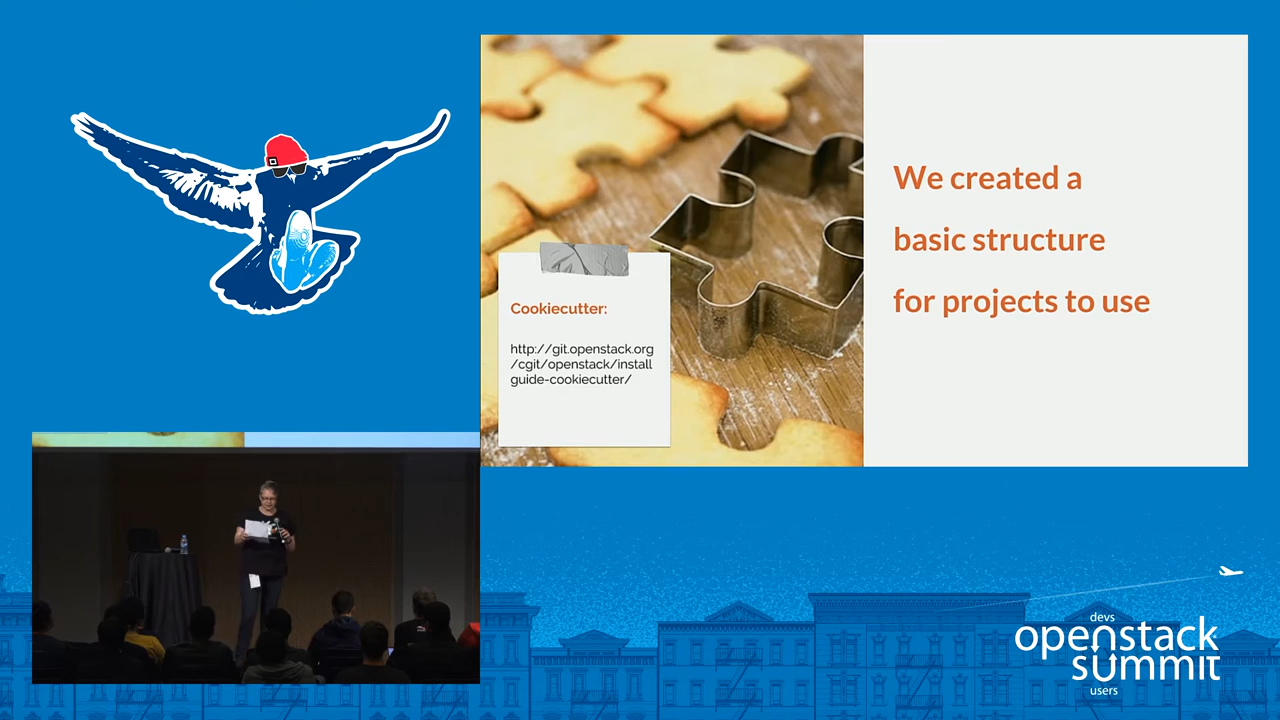 We created a
basic structure
for projects to use
Cookiecutter:
http://git.openstack.org
/cgit/openstack/install
guide-cookiecutter/
devs
openstack
summit
users